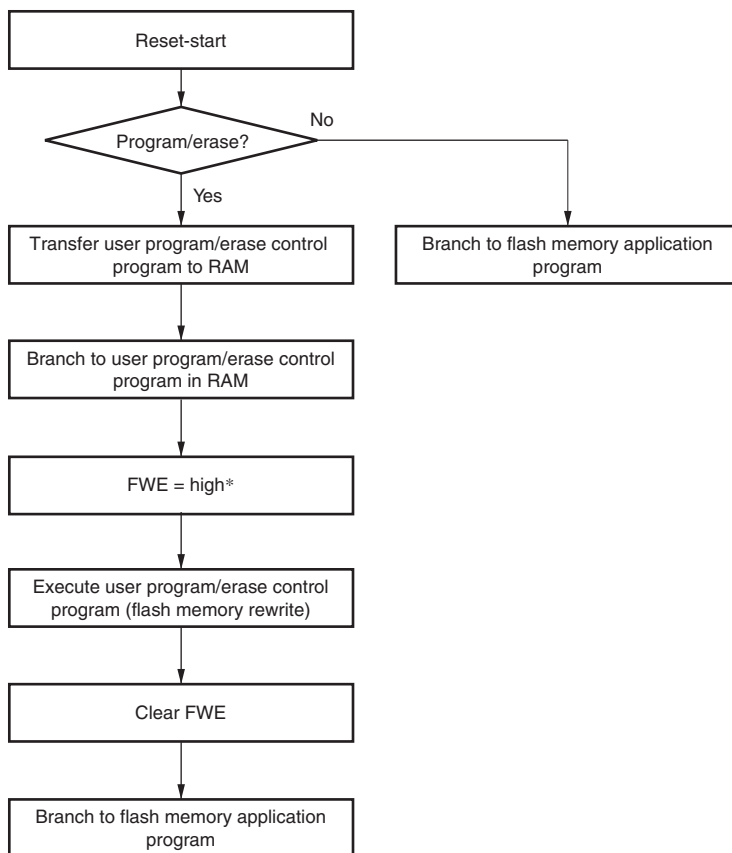 Reset-start
Program/erase?
No
Yes
Transfer user program/erase control
program to RAM
Branch to flash memory application
program
Branch to user program/erase control
program in RAM
FWE = high*
Execute user program/erase control
program (flash memory rewrite)
Clear FWE
Branch to flash memory application
program